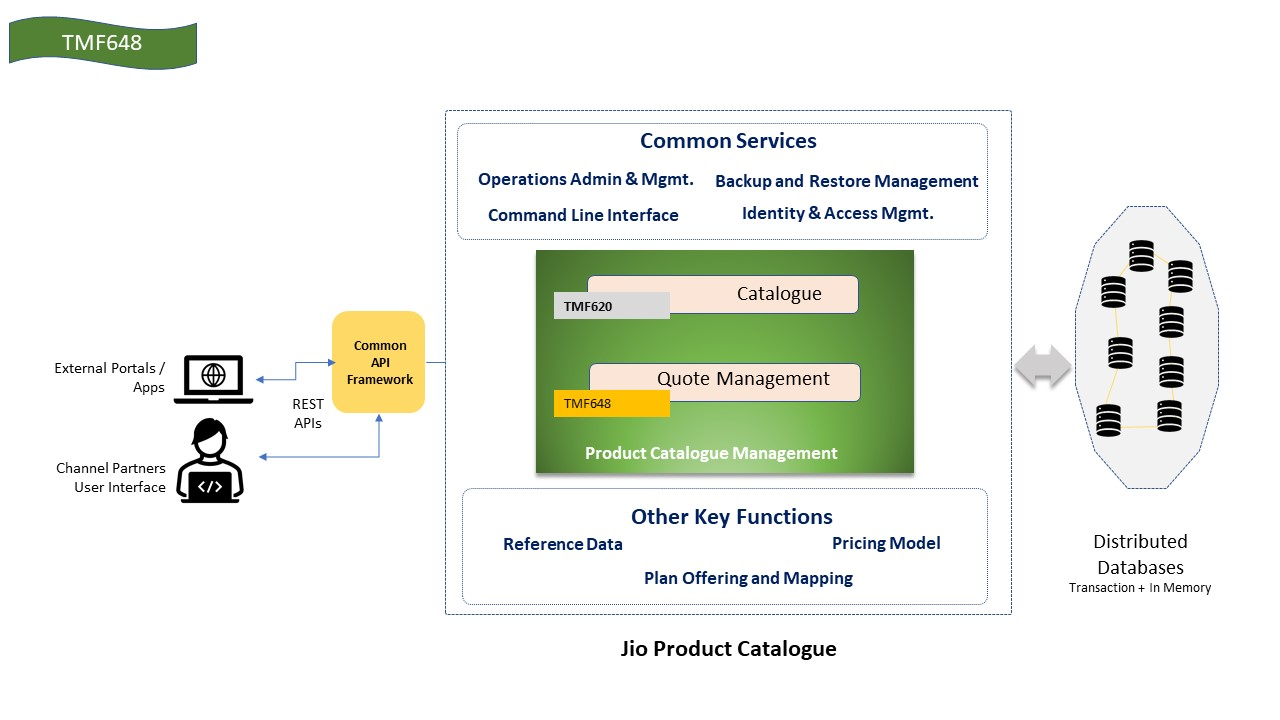 TMF648
Common Services
Operations Admin & Mgmt.
Backup and Restore Management
Command Line Interface
Identity & Access Mgmt.
Catalogue
TMF620
Quote Management
TMF648
Product Catalogue Management
Common
API
Framework
External Portals /
Apps
REST
APIs
Channel Partners
User Interface
</>
Other Key Functions
Reference Data
Pricing Model
Plan Offering and Mapping
Jio Product Catalogue
Distributed
Databases
Transaction + In Memory